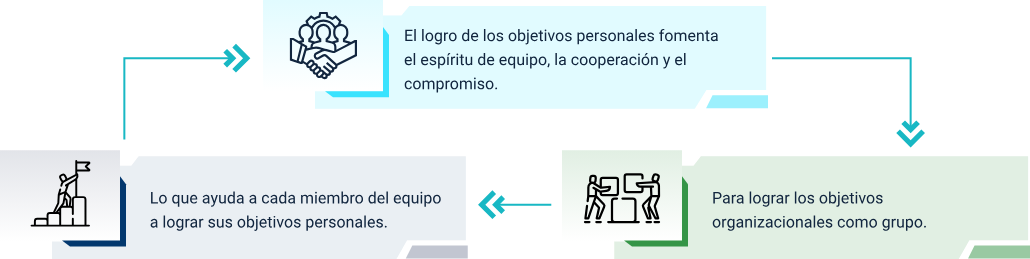 El logro de los objetivos personales fomenta
el espíritu de equipo, la cooperación y el
compromiso.
Lo que ayuda a cada miembro del equipo
a lograr sus objetivos personales.
Para lograr los objetivos
organizacionales como grupo.